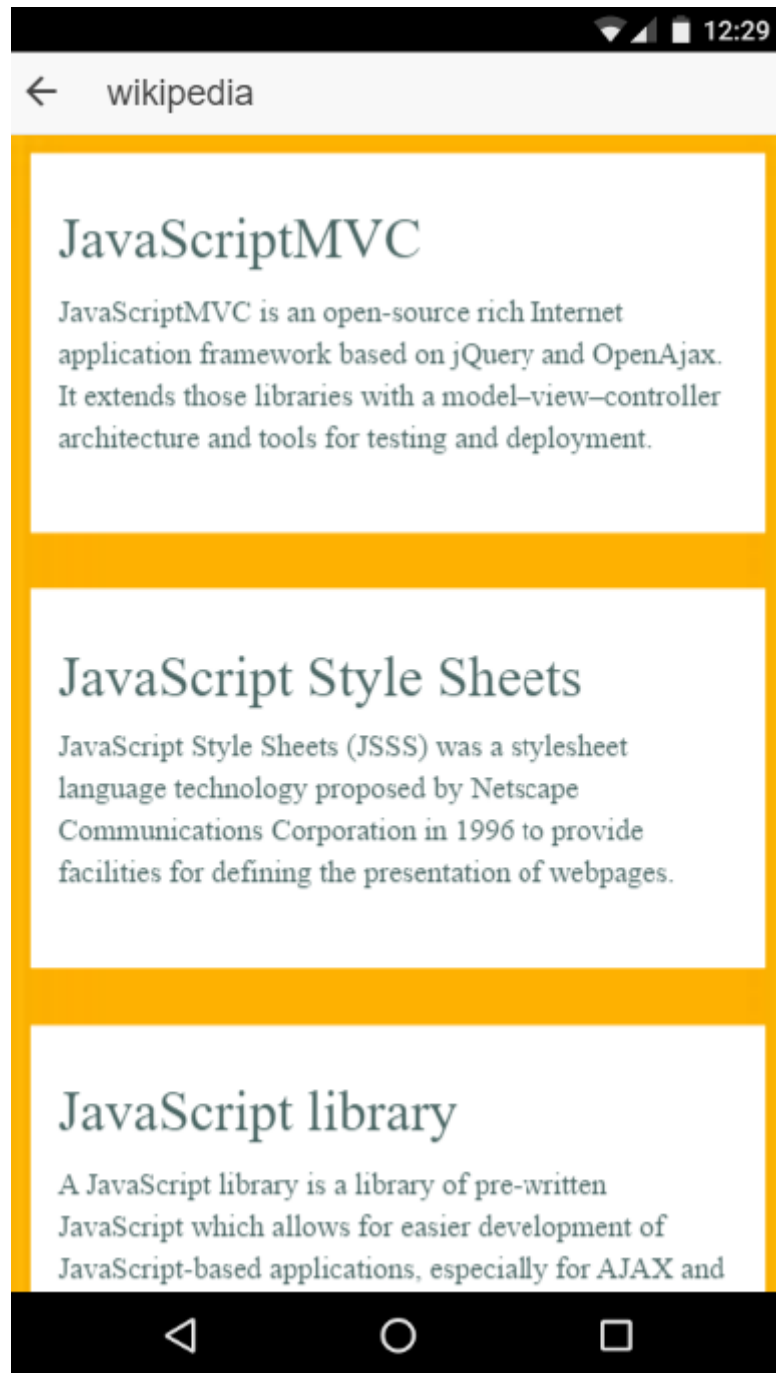 12:29
wikipedia
JavaScriptMVC
JavaScriptMVC is an open-source rich Internet
application framework based on jQuery and OpenAjax.
It extends those libraries with a model–view–controller
architecture and tools for testing and deployment.
JavaScript Style Sheets
JavaScript Style Sheets (JSSS) was a stylesheet
language technology proposed by Netscape
Communications Corporation in 1996 to provide
facilities for defining the presentation of webpages.
JavaScript library
A JavaScript library is a library of pre-written
JavaScript which allows for easier development of
JavaScript-based applications, especially for AJAX and